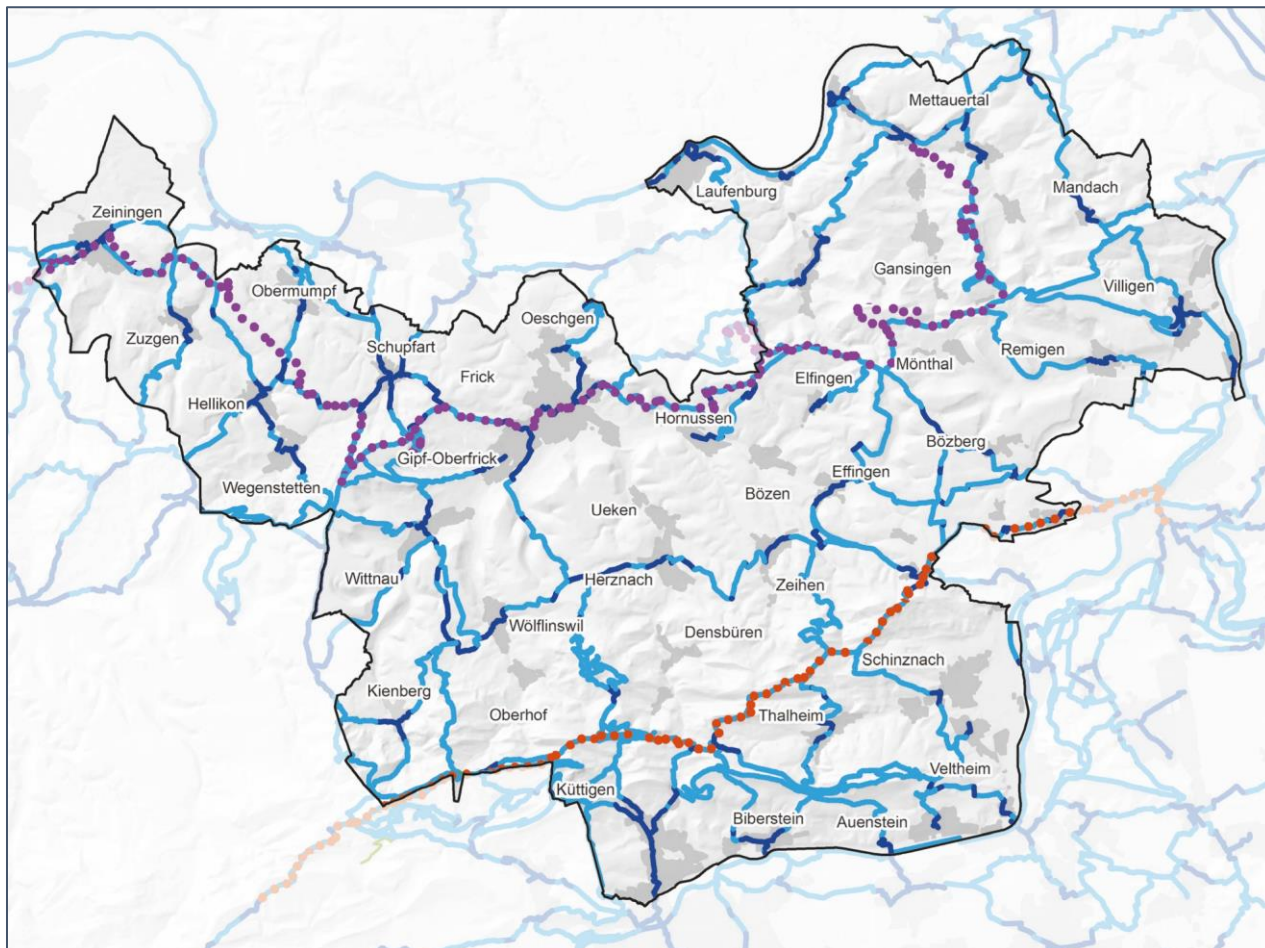 Mettauertal
Laufenburg
Mandach
Zeiningen
Gansingen
Villigen
Obermumpf
Oeschgen
Zuzgen
Schupfart
Frick
Elfingen
Mönthal
Remigen
Hellikon
Hornussen
Gipf-Oberfrick
Bözberg
Wegenstetten
Bözen
Effingen
Ueken
Wittnau
Herznach
Zeihen
Wölflinswil
Densbüren
Schinznach
Kienberg
Oberhof
Thalheim
Veltheim
Küttigen
Biberstein
Auenstein